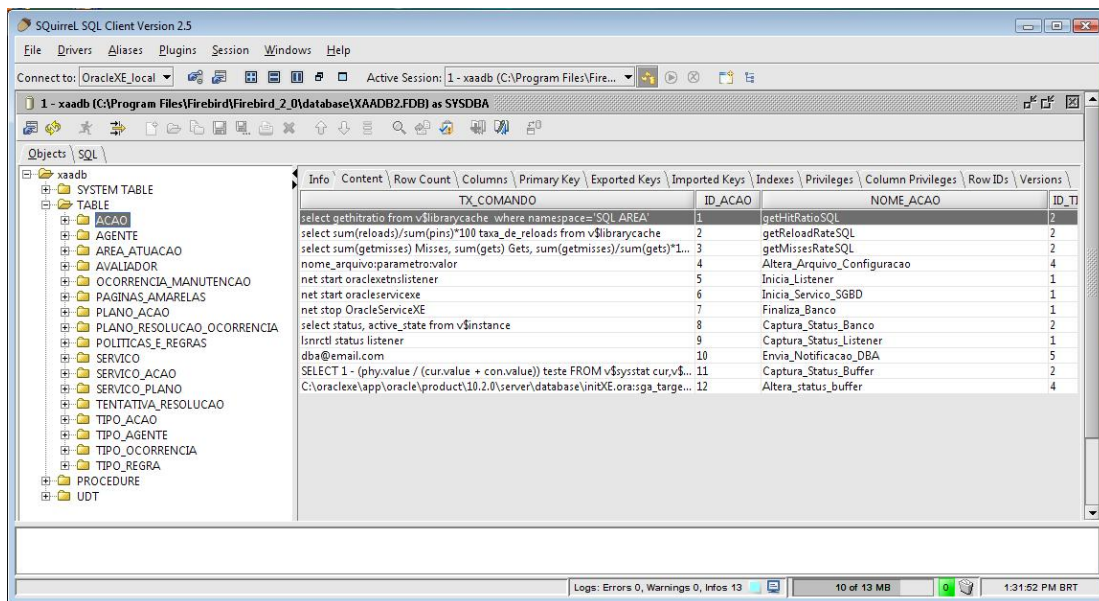 SQuirreL SQL Client Version 2.5
File Drivers Aliases Plugins Session Windows Help
Connect to: OracleXE_local Active Session: 1 - xaadb (C:\Program Files\Fire...
1 - xaadb (C:\Program Files\Firebird\Firebird_2_0\database\XAADB2.FDB) as SYSDBA
Objects SQL
xaadb
SYSTEM TABLE
TABLE
ACAO
AGENTE
AREA_ATUACAO
AVALIADOR
OCORRENCIA_MANUTENCAO
PAGINAS_AMARELAS
PLANO_ACAO
PLANO_RESOLUCAO_OCORRENCIA
POLITICAS_E_REGRAS
SERVICO
SERVICO_ACAO
SERVICO_PLANO
TENTATIVA_RESOLUCAO
TIPO_ACAO
TIPO_AGENTE
TIPO_OCORRENCIA
TIPO_REGRA
PROCEDURE
UDT
Info Content Row Count Columns Primary Key Exported Keys Imported Keys Indexes Privileges Column Privileges Row IDs Versions
TX_COMANDO ID_ACAO NOME_ACAO ID_TI
select gethitratio from v$librarycache where namespace='SQL AREA' 1 getHitRatioSQL 2
select sum(reloads)/sum(pins)*100 taxa_de_reloads from v$librarycache 2 getReloadRateSQL 2
select sum(getmisses) Misses, sum(gets) Gets, sum(getmisses)/sum(gets)*1... 3 getMissesRateSQL 2
nome_arquivo:parametro:valor 4 Altera_Arquivo_Configuracao 4
net start oraclexetnslistener 5 Inicia_Listener 1
net start oracleservicexe 6 Inicia_Servico_SGBD 1
net stop OracleServiceXE 7 Finaliza_Banco 1
select status, active_state from v$instance 8 Captura_Status_Banco 2
lsnrctl status listener 9 Captura_Status_Listener 1
dba@email.com 10 Envia_Notificacao_DBA 5
SELECT 1 - (phy.value / (cur.value + con.value)) teste FROM v$sysstat cur,v$... 11 Captura_Status_Buffer 2
C:\oraclexe\app\oracle\product\10.2.0\server\database\initXE.ora:sga_targe... 12 Altera_status_buffer 4
Logs: Errors 0, Warnings 0, Infos 13 10 of 13 MB 0 1:31:52 PM BRT